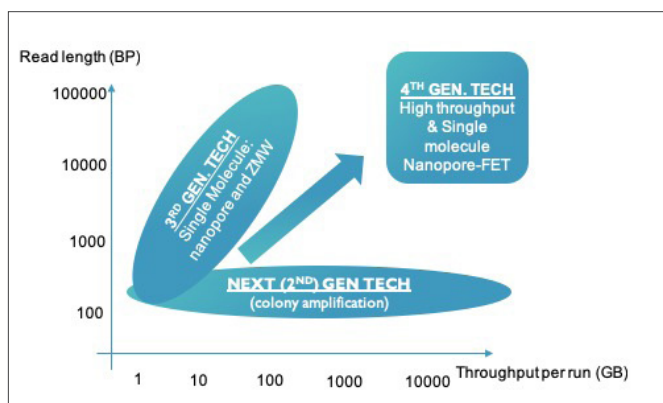 Read length (BP)
100000
10000
1000
100
3RD GEN. TECH
Single Molecule:
nanopore and ZMW
4TH GEN. TECH
High throughput
& Single
molecule
Nanopore-FET
NEXT (2ND) GEN TECH
(colony amplification)
1
10
100
1000
10000
Throughput per run (GB)